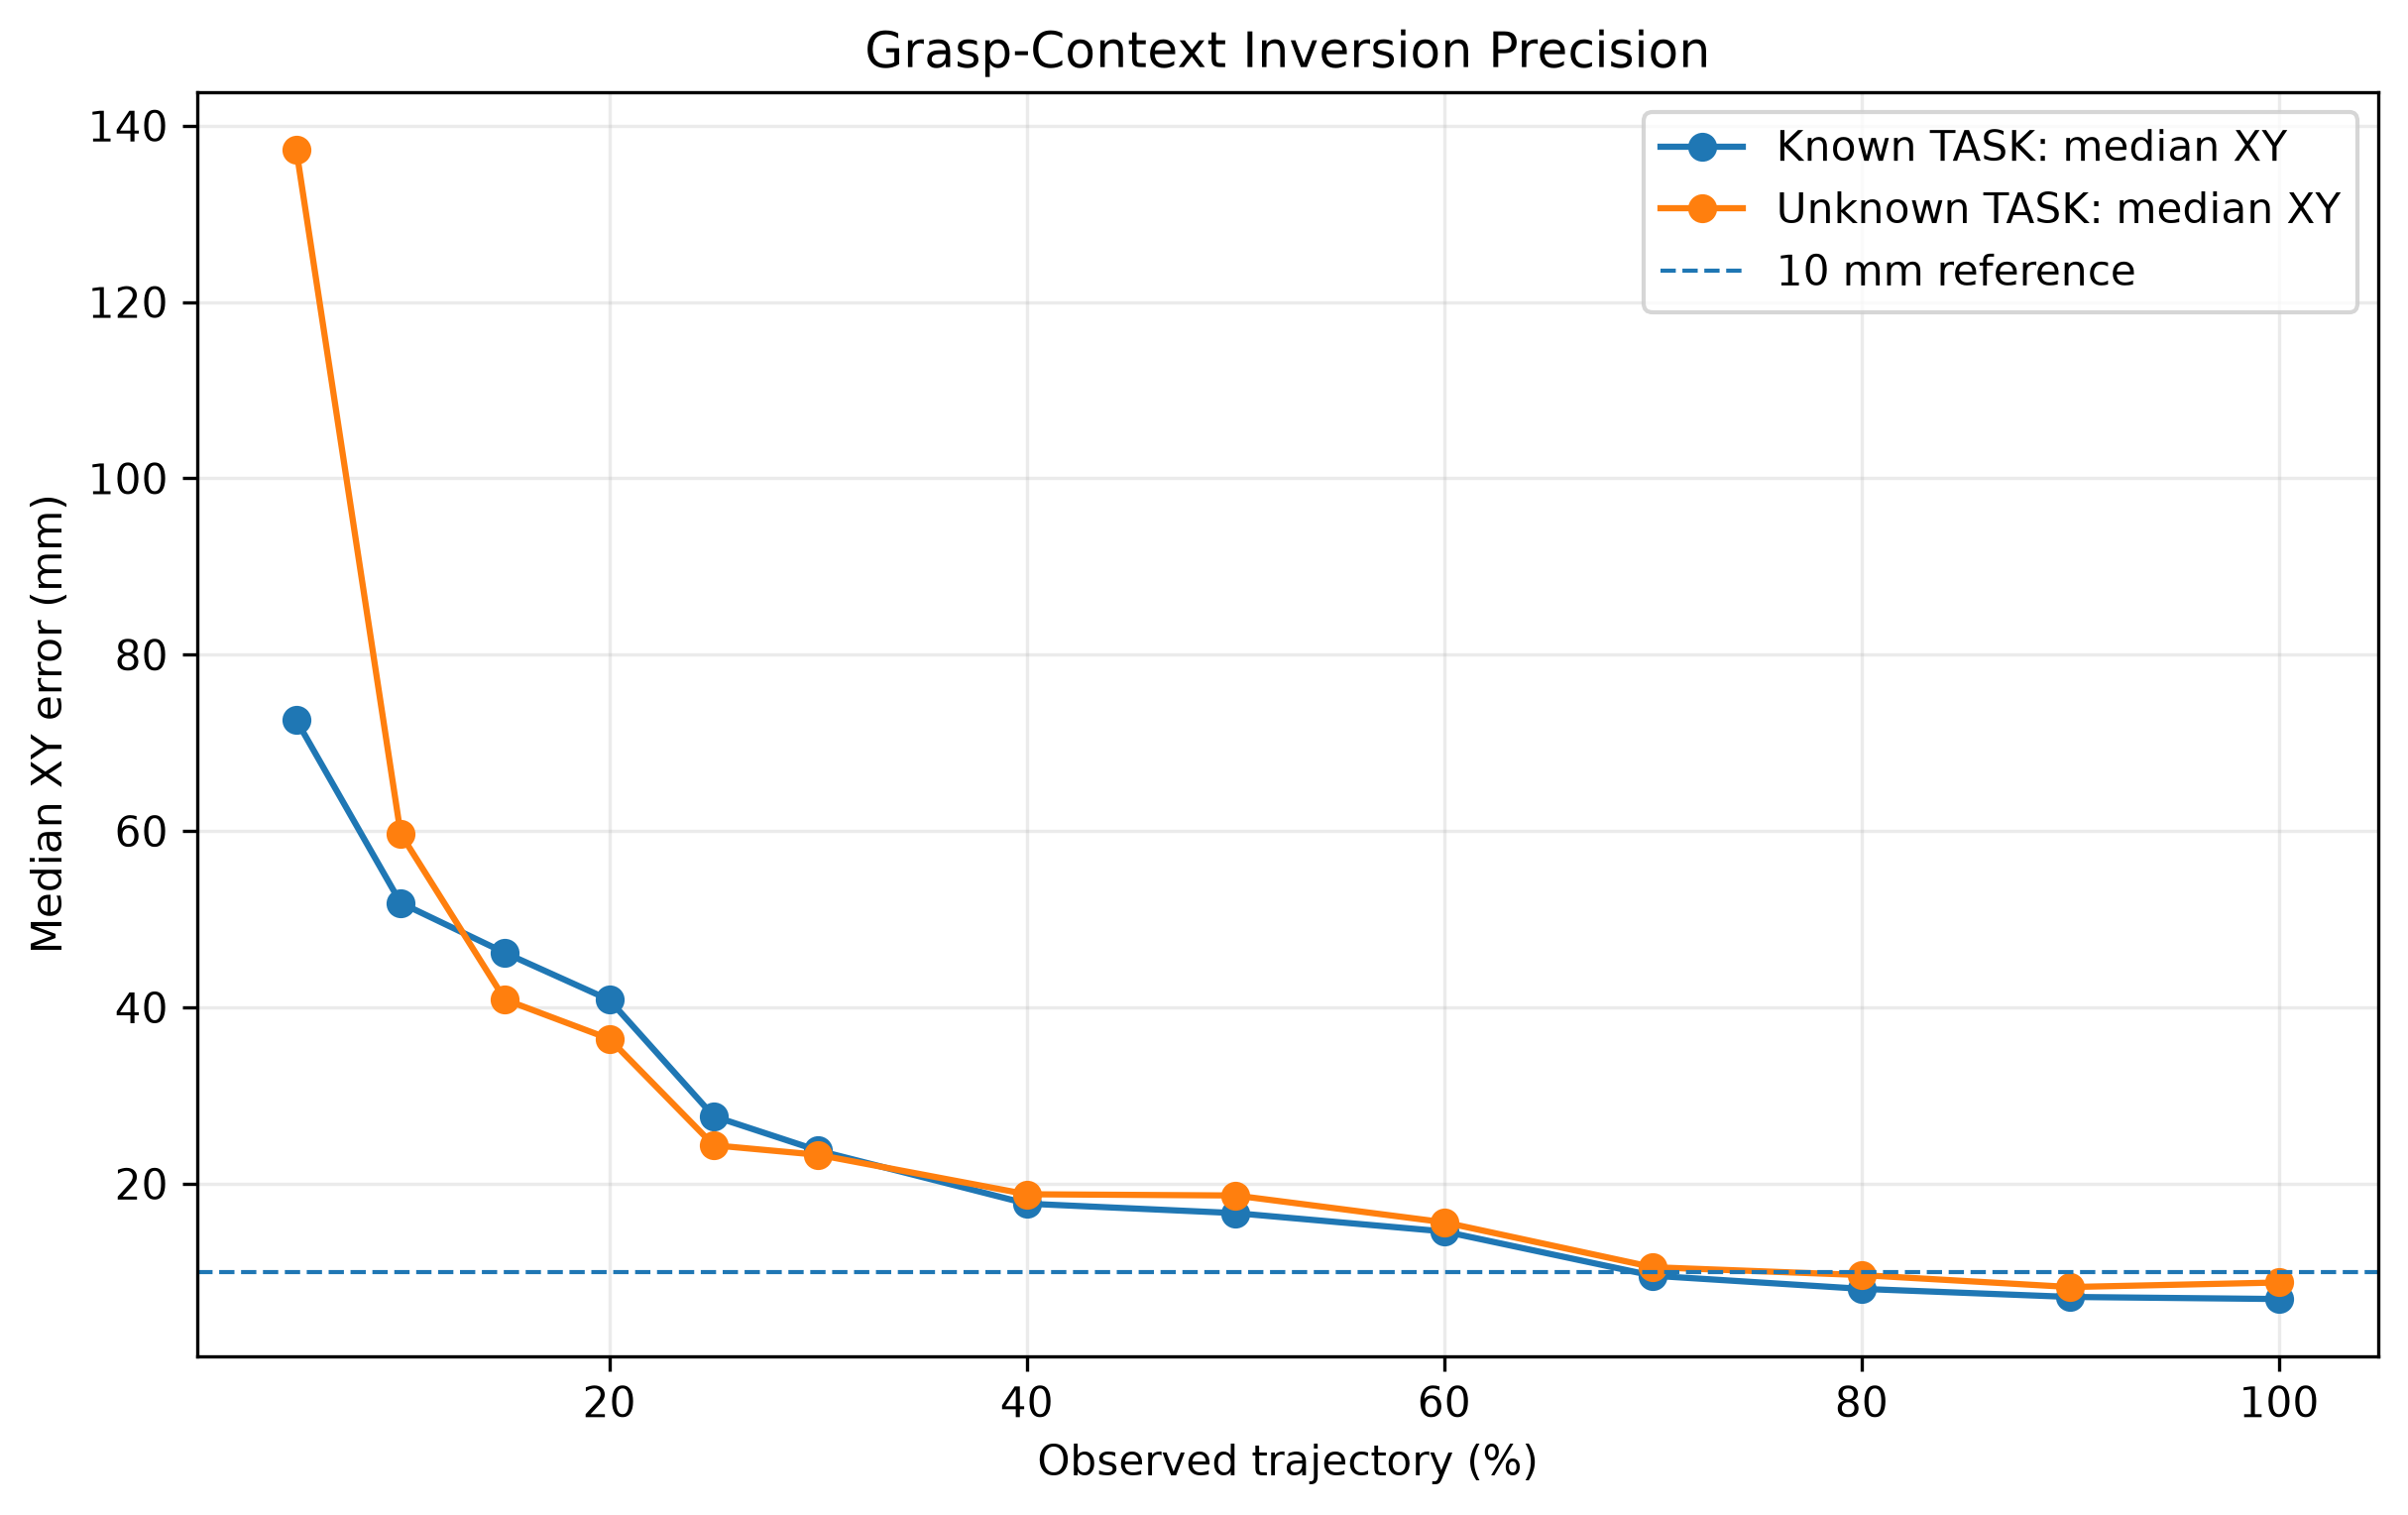 Grasp-Context Inversion Precision
Known TASK: median XY
Unknown TASK: median XY
10 mm reference
Median XY error (mm)
140
120
100
80
60
40
20
20 40 60 80 100
Observed trajectory (%)